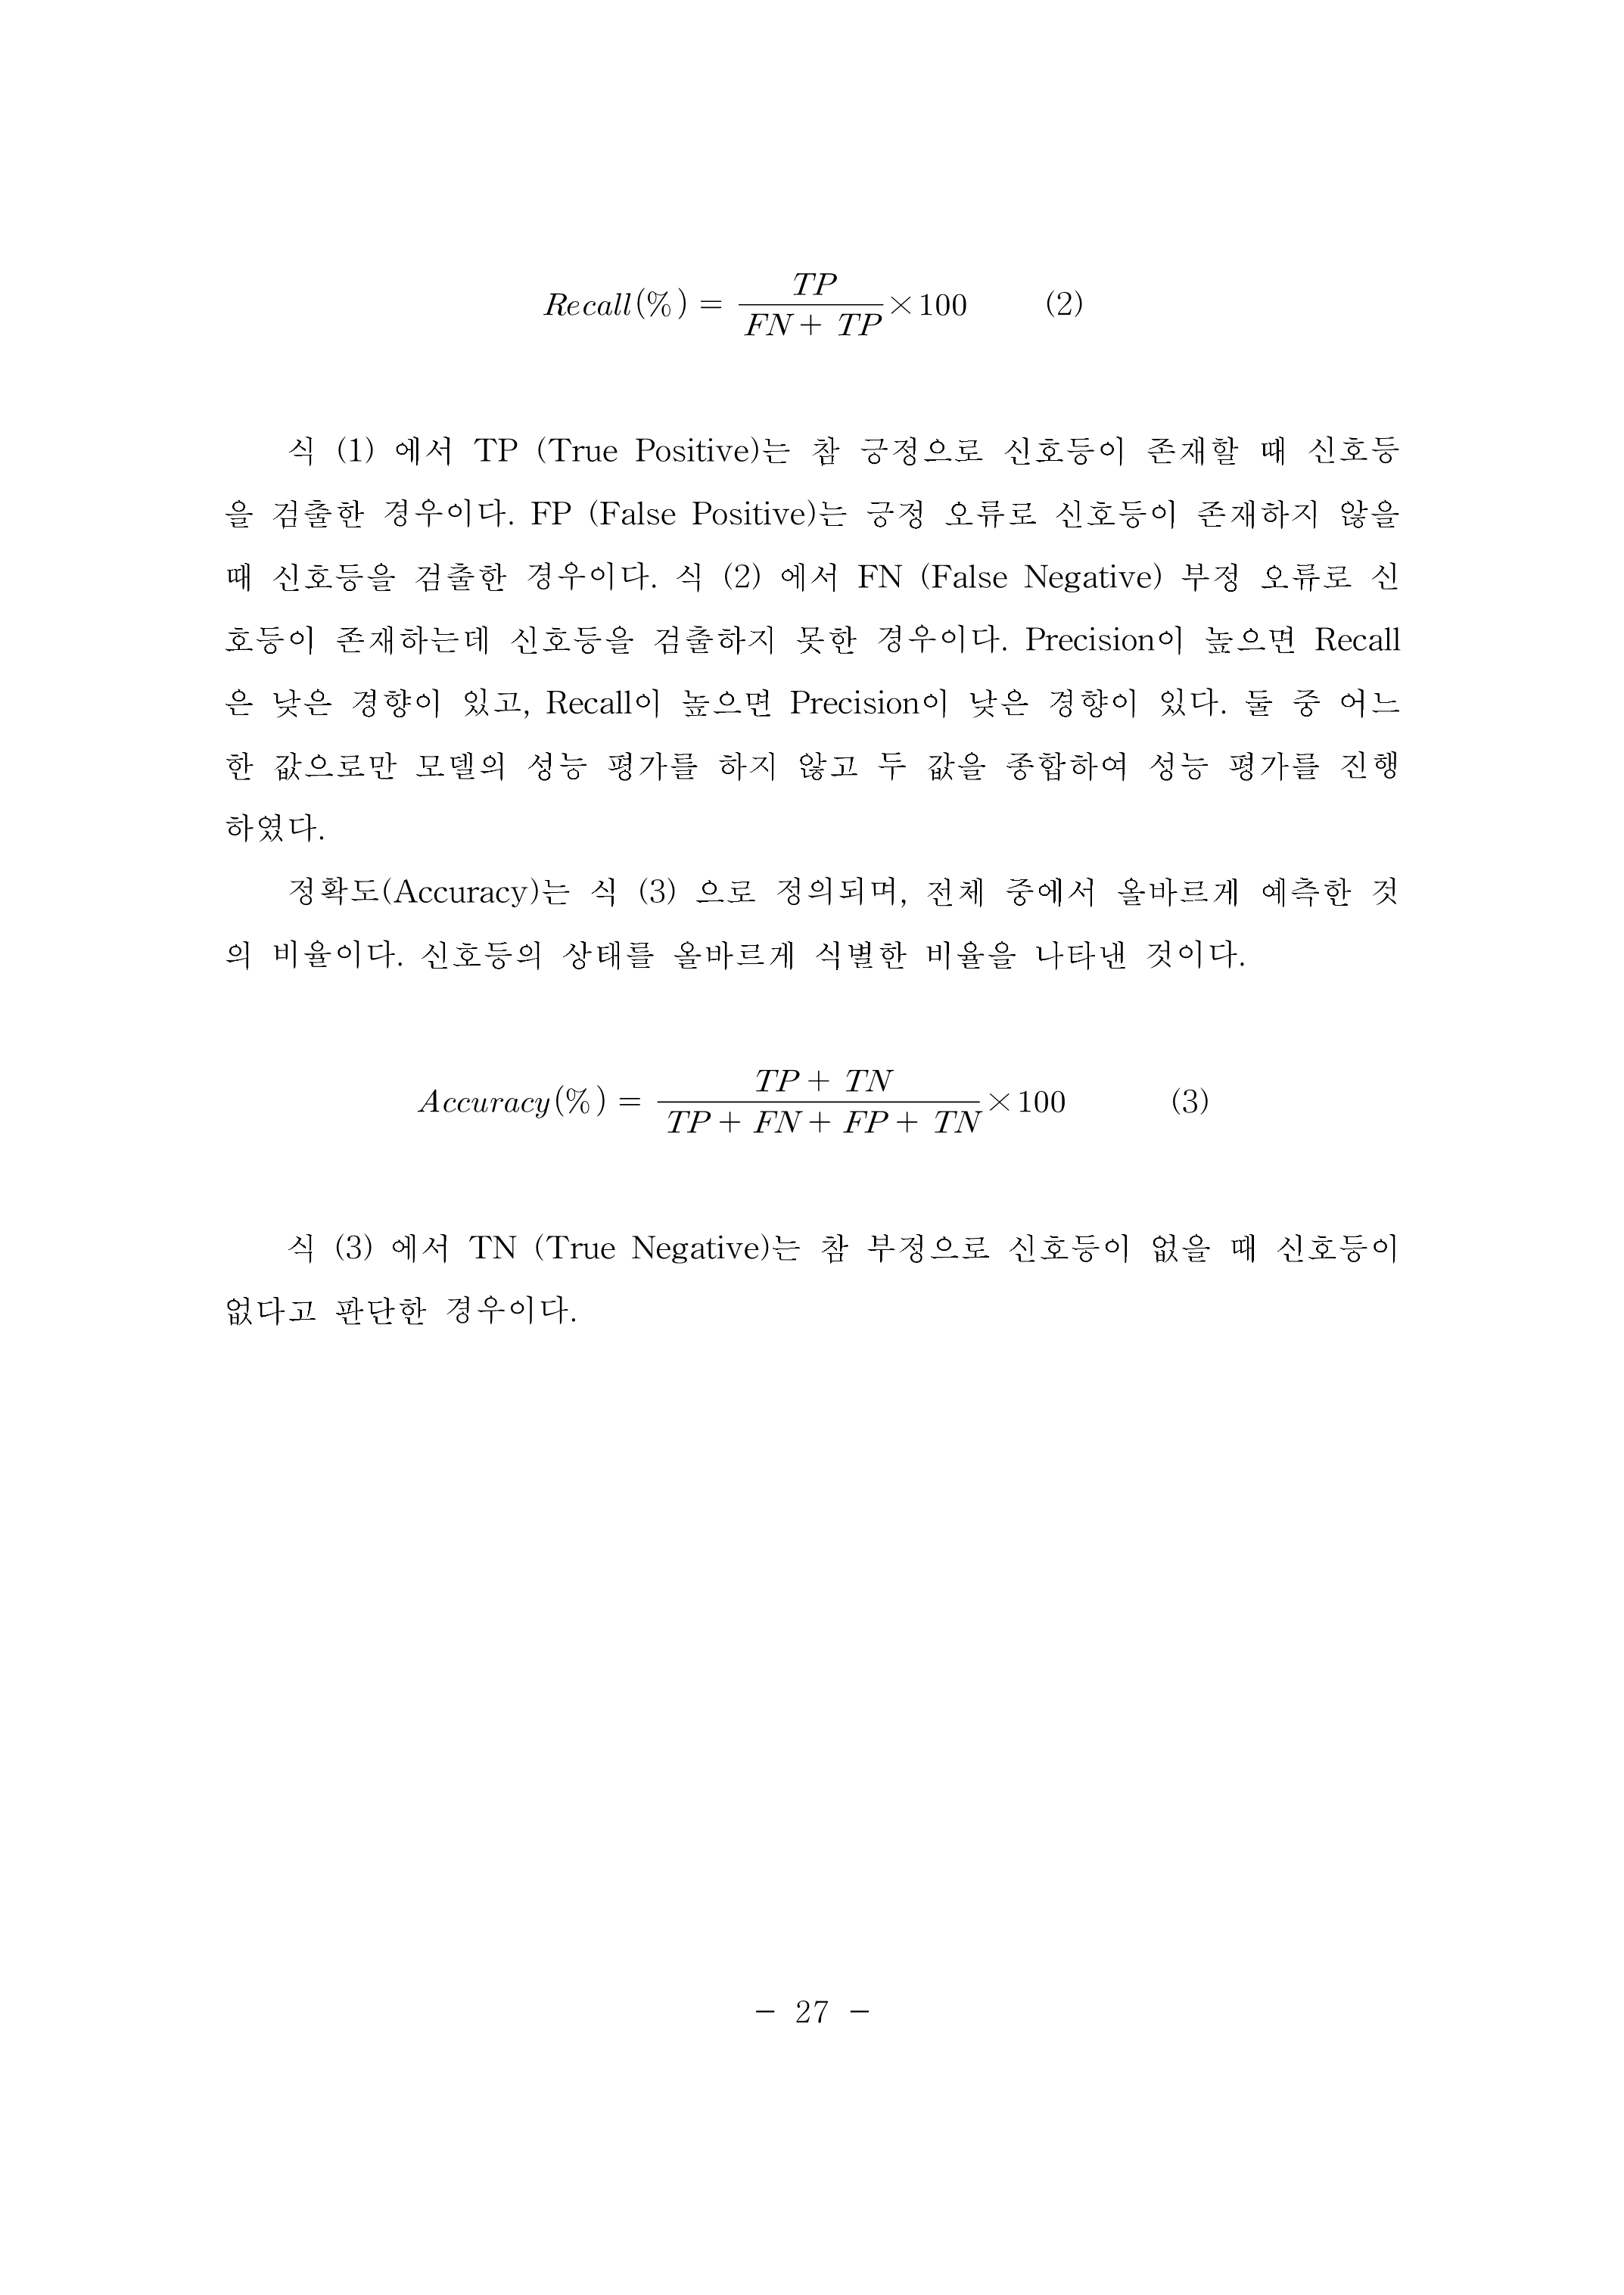 Recall(%) = TP / (FN + TP) × 100 (2)
식 (1) 에서 TP (True Positive)는 참 긍정으로 신호등이 존재할 때 신호등
을 검출한 경우이다. FP (False Positive)는 긍정 오류로 신호등이 존재하지 않을
때 신호등을 검출한 경우이다. 식 (2) 에서 FN (False Negative) 부정 오류로 신
호등이 존재하는데 신호등을 검출하지 못한 경우이다. Precision이 높으면 Recall
은 낮은 경향이 있고, Recall이 높으면 Precision이 낮은 경향이 있다. 둘 중 어느
한 값으로만 모델의 성능 평가를 하지 않고 두 값을 종합하여 성능 평가를 진행
하였다.
정확도(Accuracy)는 식 (3) 으로 정의되며, 전체 중에서 올바르게 예측한 것
의 비율이다. 신호등의 상태를 올바르게 식별한 비율을 나타낸 것이다.
Accuracy(%) = TP + TN / (TP + FN + FP + TN) × 100 (3)
식 (3) 에서 TN (True Negative)는 참 부정으로 신호등이 없을 때 신호등이
없다고 판단한 경우이다.
- 27 -